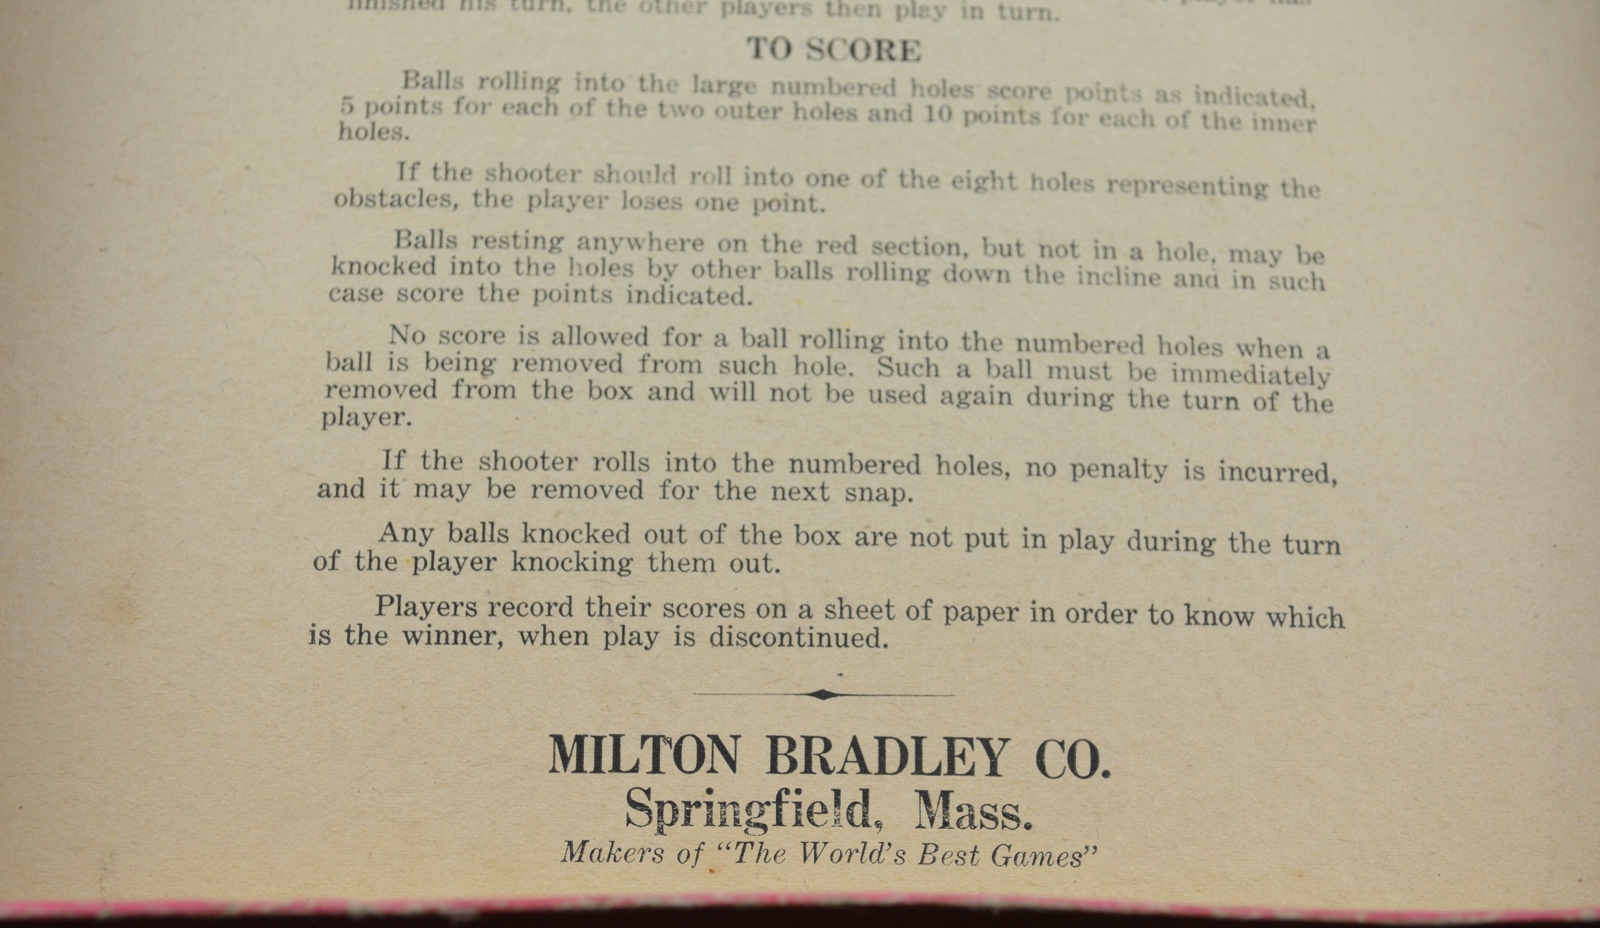 finished his turn, the other players then play in turn.
TO SCORE
Balls rolling into the large numbered holes score points as indicated,
5 points for each of the two outer holes and 10 points for each of the inner
holes.
If the shooter should roll into one of the eight holes representing the
obstacles, the player loses one point.
Balls resting anywhere on the red section, but not in a hole, may be
knocked into the holes by other balls rolling down the incline and in such
case score the points indicated.
No score is allowed for a ball rolling into the numbered holes when a
ball is being removed from such hole. Such a ball must be immediately
removed from the box and will not be used again during the turn of the
player.
If the shooter rolls into the numbered holes, no penalty is incurred,
and it may be removed for the next snap.
Any balls knocked out of the box are not put in play during the turn
of the player knocking them out.
Players record their scores on a sheet of paper in order to know which
is the winner, when play is discontinued.
MILTON BRADLEY CO.
Springfield, Mass.
Makers of "The World's Best Games"